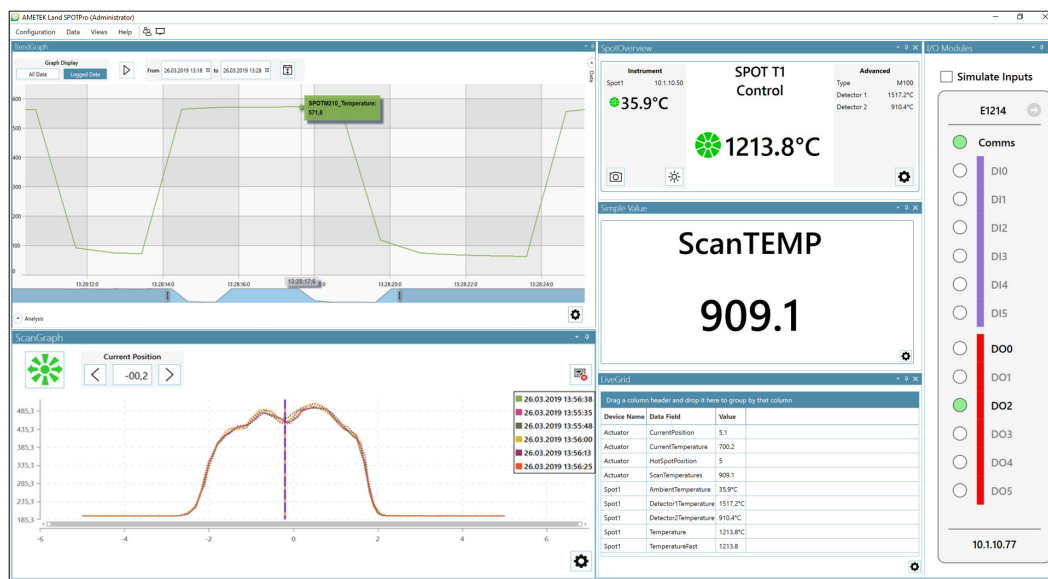 AMETEK Land SPOTPro (Administrator)
Configuration Data Views Help
TrendGraph
Graph Display
All Data Logged Data
From 26.03.2019 13:18 to 26.03.2019 13:28
Data
SPOTM210_Temperature:
571,6
600
500
400
300
200
100
0
13:28:12:0 13:28:14:0 13:28:16:0 13:28:17:6 13:28:20:0 13:28:22:0 13:28:24:0
Analysis
ScanGraph
Current Position
-00,2
26.03.2019 13:56:38
26.03.2019 13:55:35
26.03.2019 13:55:48
26.03.2019 13:56:00
26.03.2019 13:56:13
26.03.2019 13:56:25
485,3
435,3
385,3
335,3
285,3
235,3
185,3
-6 -4 -2 0 2 4 6
SpotOverview
Instrument
Spot1 10.1.10.50
35.9°C
SPOT T1
Control
1213.8°C
Advanced
Type M100
Detector 1 1517.2°C
Detector 2 910.4°C
Simple Value
ScanTEMP
909.1
LiveGrid
Drag a column header and drop it here to group by that column
Device Name Data Field Value
Actuator CurrentPosition 5.1
Actuator CurrentTemperature 700.2
Actuator HotSpotPosition 5
Actuator ScanTemperatures 909.1
Spot1 AmbientTemperature 35.9°C
Spot1 Detector1Temperature 1517.2°C
Spot1 Detector2Temperature 910.4°C
Spot1 Temperature 1213.8°C
Spot1 TemperatureFast 1213.8
I/O Modules
Simulate Inputs
E1214
Comms
DI0
DI1
DI2
DI3
DI4
DI5
DO0
DO1
DO2
DO3
DO4
DO5
10.1.10.77